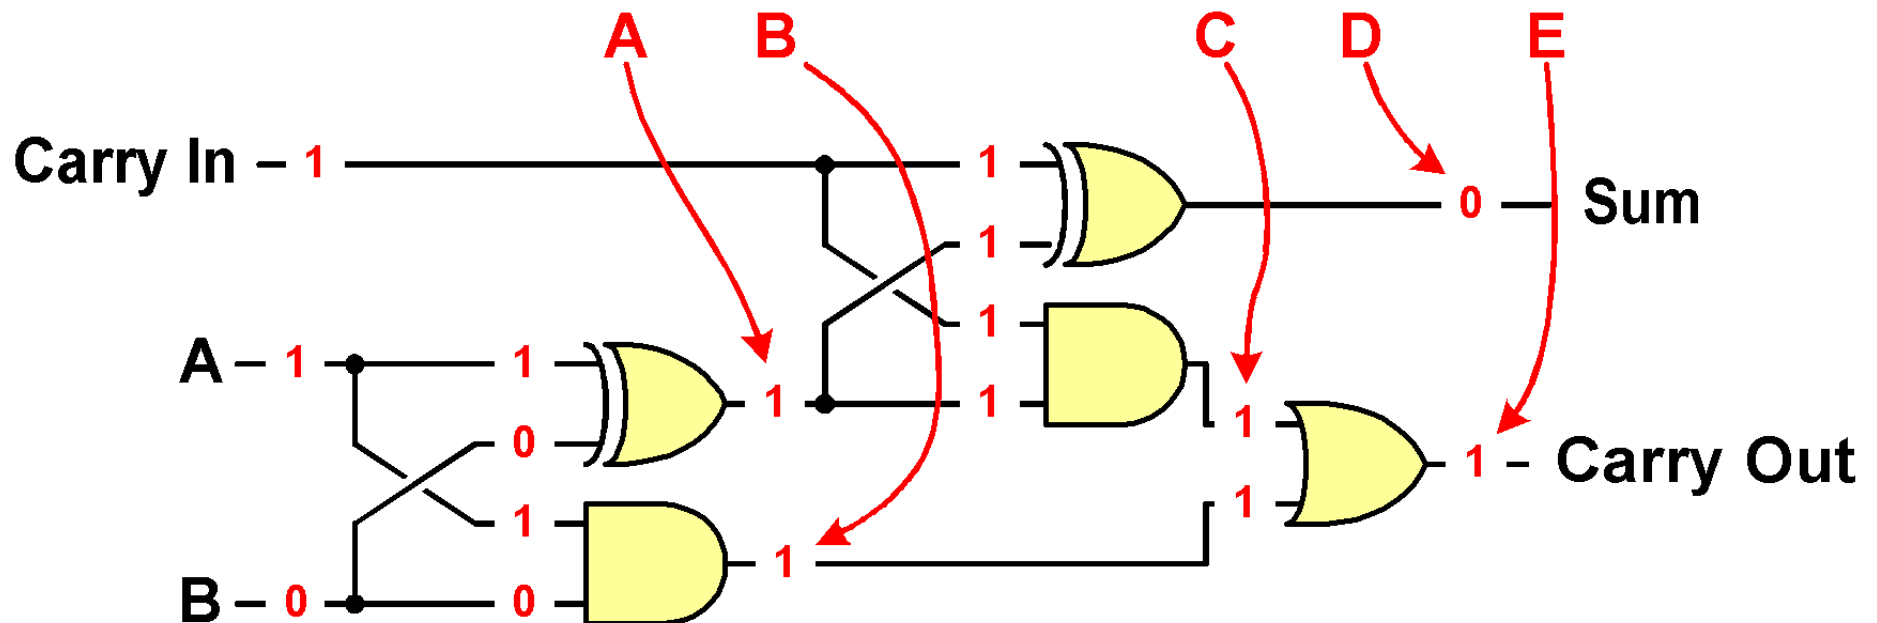 A B C D E
Carry In 1 1
1 0 Sum
1
A 1 1 1 1
0 1 1 Carry Out
1 1
1
B 0 0